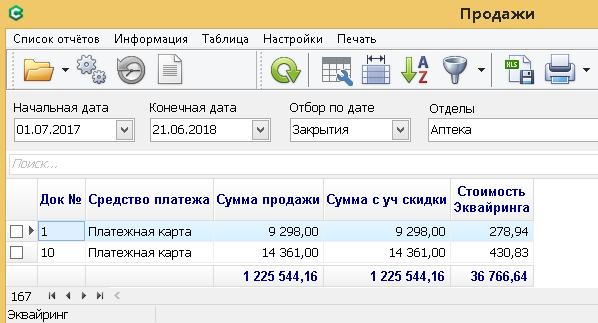 Продажи
Список отчётов Информация Таблица Настройки Печать
A
Z
XLS
Начальная дата Конечная дата Отбор по дате Отделы
01.07.2017 21.06.2018 Закрытия Аптека
Поиск...
Док № Средство платежа Сумма продажи Сумма с уч скидки Стоимость Эквайринга
1 Платежная карта 9 298,00 9 298,00 278,94
10 Платежная карта 14 361,00 14 361,00 430,83
1 225 544,16 1 225 544,16 36 766,64
167
Эквайринг